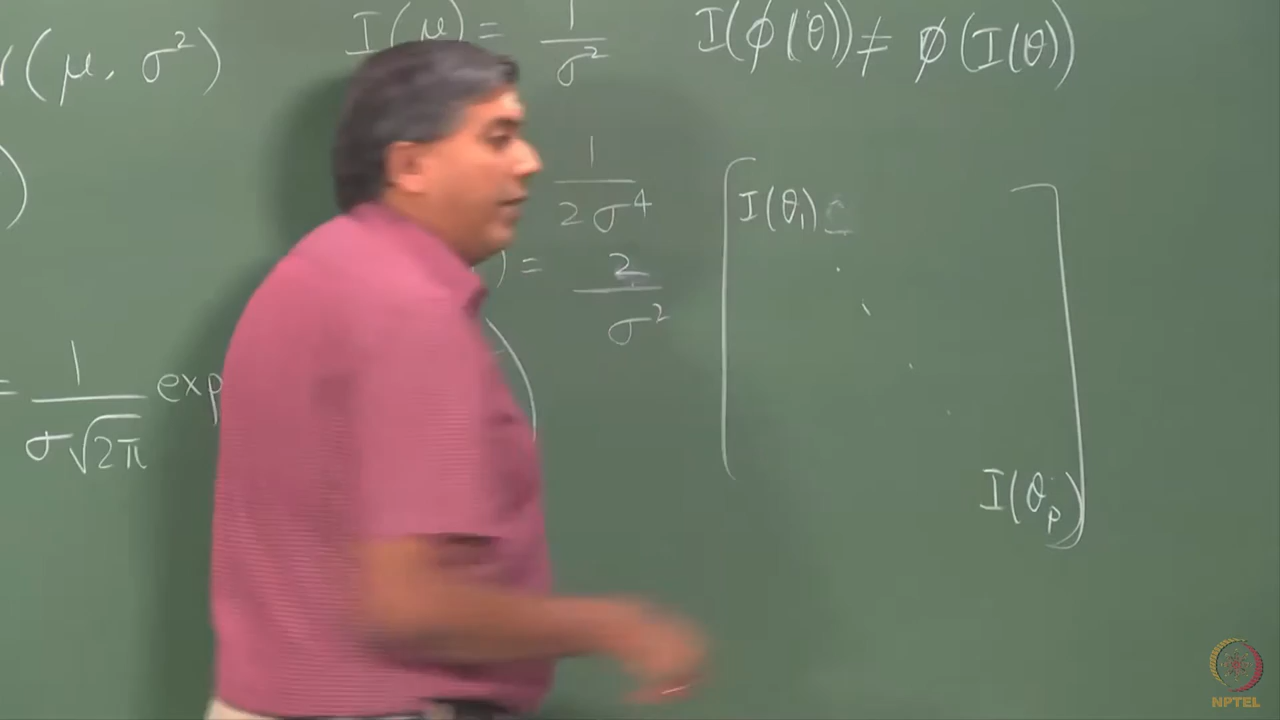 (μ, σ²) I(μ) = 1/σ² I(ϕ(θ)) ≠ ϕ(I(θ))
) 1/2σ⁴
) = 2/σ²
= 1/σ√2π exp )
[ I(θ₁) . . . . I(θₚ) ]
NPTEL